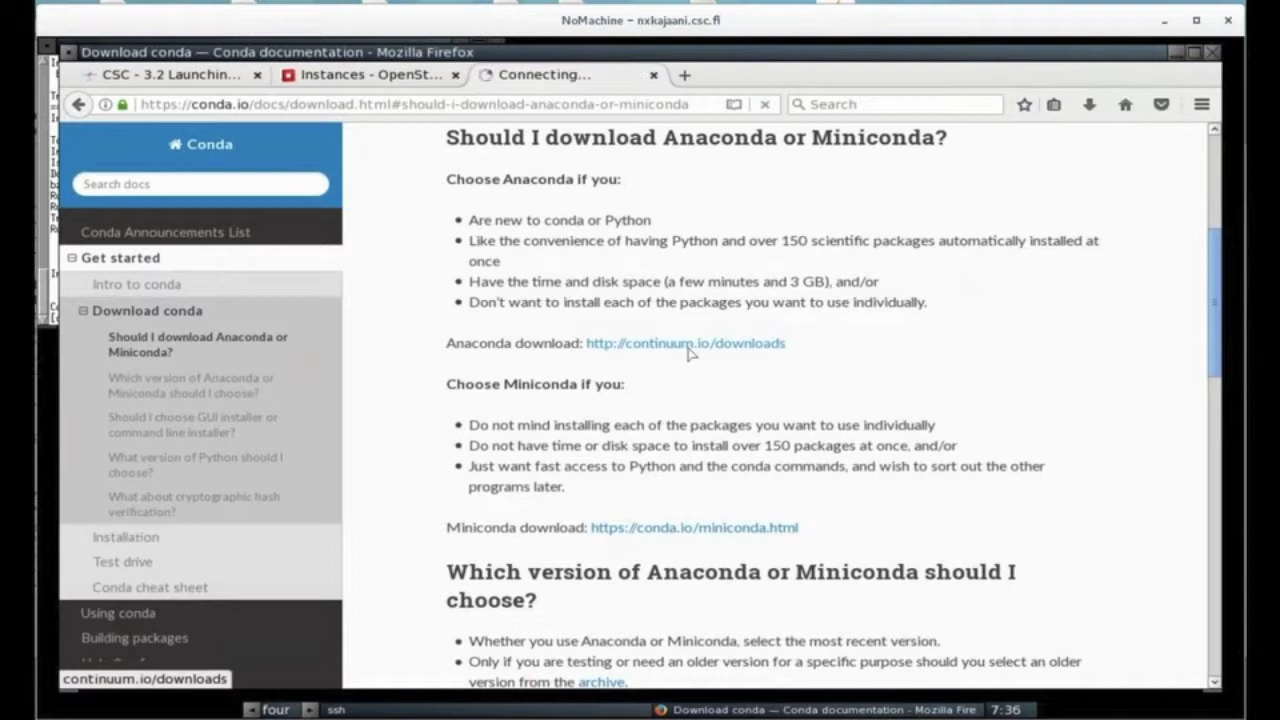 NoMachine - nxkajaani.csc.fi
Download conda — Conda documentation - Mozilla Firefox
CSC - 3.2 Launchin...
Instances - OpenSt...
Connecting...
https://conda.io/docs/download.html#should-i-download-anaconda-or-miniconda
Search
Conda
Search docs
Conda Announcements List
Get started
Intro to conda
Download conda
Should I download Anaconda or
Miniconda?
Which version of Anaconda or
Miniconda should I choose?
Should I choose GUI installer or
command line installer?
What version of Python should I
choose?
What about cryptographic hash
verification?
Installation
Test drive
Conda cheat sheet
Using conda
Building packages
Should I download Anaconda or Miniconda?
Choose Anaconda if you:
Are new to conda or Python
Like the convenience of having Python and over 150 scientific packages automatically installed at
once
Have the time and disk space (a few minutes and 3 GB), and/or
Don't want to install each of the packages you want to use individually.
Anaconda download: http://continuum.io/downloads
Choose Miniconda if you:
Do not mind installing each of the packages you want to use individually
Do not have time or disk space to install over 150 packages at once, and/or
Just want fast access to Python and the conda commands, and wish to sort out the other
programs later.
Miniconda download: https://conda.io/miniconda.html
Which version of Anaconda or Miniconda should I
choose?
Whether you use Anaconda or Miniconda, select the most recent version.
Only if you are testing or need an older version for a specific purpose should you select an older
version from the archive.
continuum.io/downloads
four
ssh
Download conda — Conda documentation - Mozilla Fire
7:36